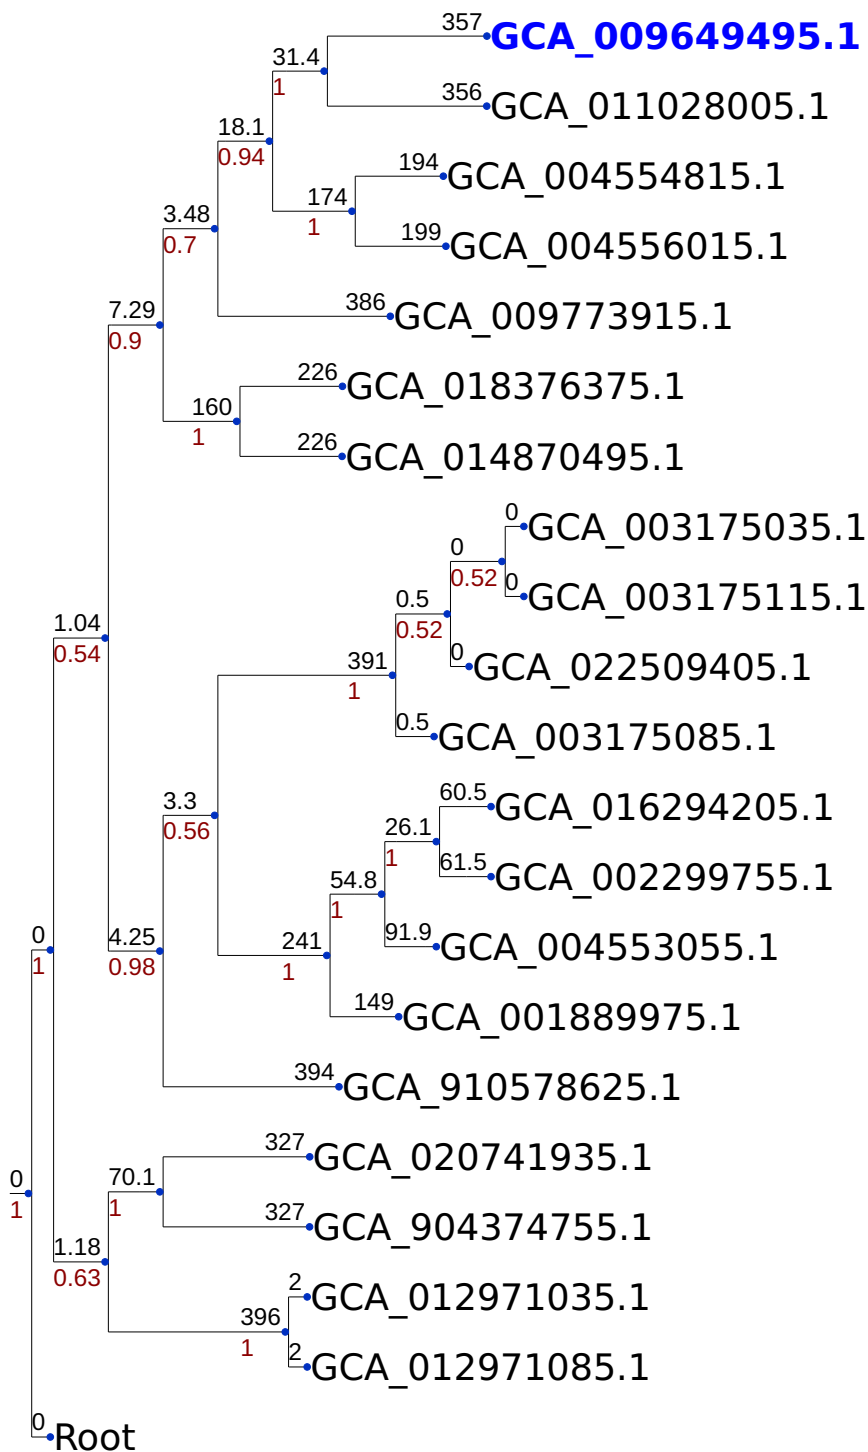 357 GCA_009649495.1
31.4
1
356 GCA_011028005.1
18.1
0.94
194 GCA_004554815.1
174
1
199 GCA_004556015.1
3.48
0.7
386 GCA_009773915.1
7.29
0.9
226 GCA_018376375.1
160
1
226 GCA_014870495.1
0 GCA_003175035.1
0
0.52
0 GCA_003175115.1
0.5
0.52
0 GCA_022509405.1
391
1
0.5 GCA_003175085.1
1.04
0.54
60.5 GCA_016294205.1
26.1
1
61.5 GCA_002299755.1
3.3
0.56
54.8
1
91.9 GCA_004553055.1
241
1
149 GCA_001889975.1
4.25
0.98
394 GCA_910578625.1
0
1
327 GCA_020741935.1
70.1
1
327 GCA_904374755.1
0
1
1.18
0.63
2 GCA_012971035.1
396
1
2 GCA_012971085.1
0 Root